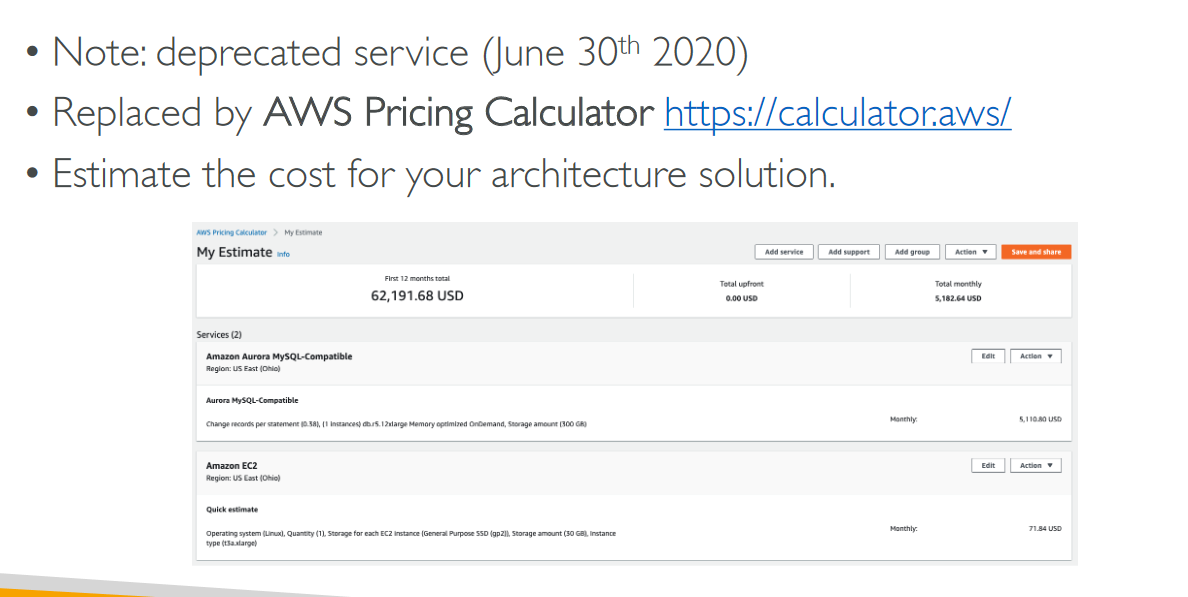 • Note: deprecated service (June 30th 2020)
• Replaced by AWS Pricing Calculator https://calculator.aws/
• Estimate the cost for your architecture solution.
AWS Pricing Calculator > My Estimate
My Estimate Info
Add service Add support Add group Action ▼ Save and share
First 12 months total
62,191.68 USD
Total upfront
0.00 USD
Total monthly
5,182.64 USD
Services (2)
Amazon Aurora MySQL-Compatible
Region: US East (Ohio)
Edit Action ▼
Aurora MySQL-Compatible
Change records per statement (0.38), (1 Instances) db.r5.12xlarge Memory optimized OnDemand, Storage amount (300 GB)
Monthly: 5,110.80 USD
Amazon EC2
Region: US East (Ohio)
Edit Action ▼
Quick estimate
Operating system (Linux), Quantity (1), Storage for each EC2 instance (General Purpose SSD (gp2)), Storage amount (30 GB), Instance
type (t3a.xlarge)
Monthly: 71.84 USD